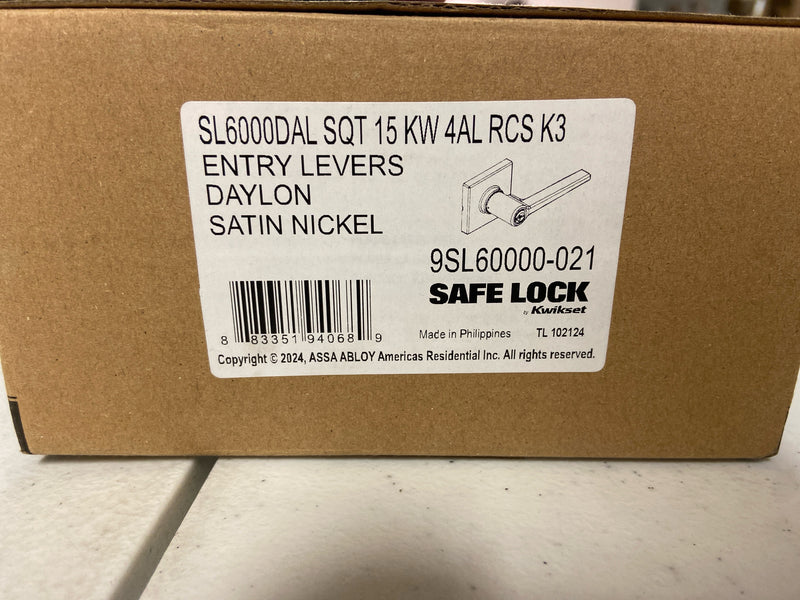 SL6000DAL SQT 15 KW 4AL RCS K3
ENTRY LEVERS
DAYLON
SATIN NICKEL
9SL60000-021
SAFE LOCK
by Kwikset
8 83351 94068 9
Made in Philippines TL 102124
Copyright © 2024, ASSA ABLOY Americas Residential Inc. All rights reserved.